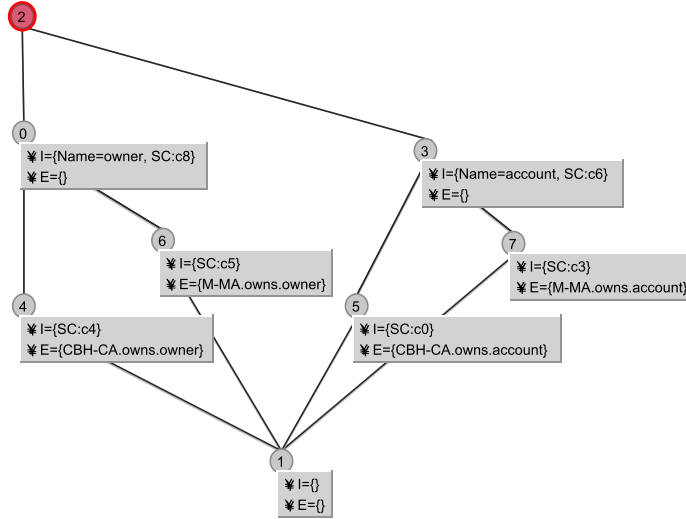 2
0
¥ I={Name=owner, SC:c8}
¥ E={}
3
¥ I={Name=account, SC:c6}
¥ E={}
6
¥ I={SC:c5}
¥ E={M-MA.owns.owner}
7
¥ I={SC:c3}
¥ E={M-MA.owns.account}
4
¥ I={SC:c4}
¥ E={CBH-CA.owns.owner}
5
¥ I={SC:c0}
¥ E={CBH-CA.owns.account}
1
¥ I={}
¥ E={}